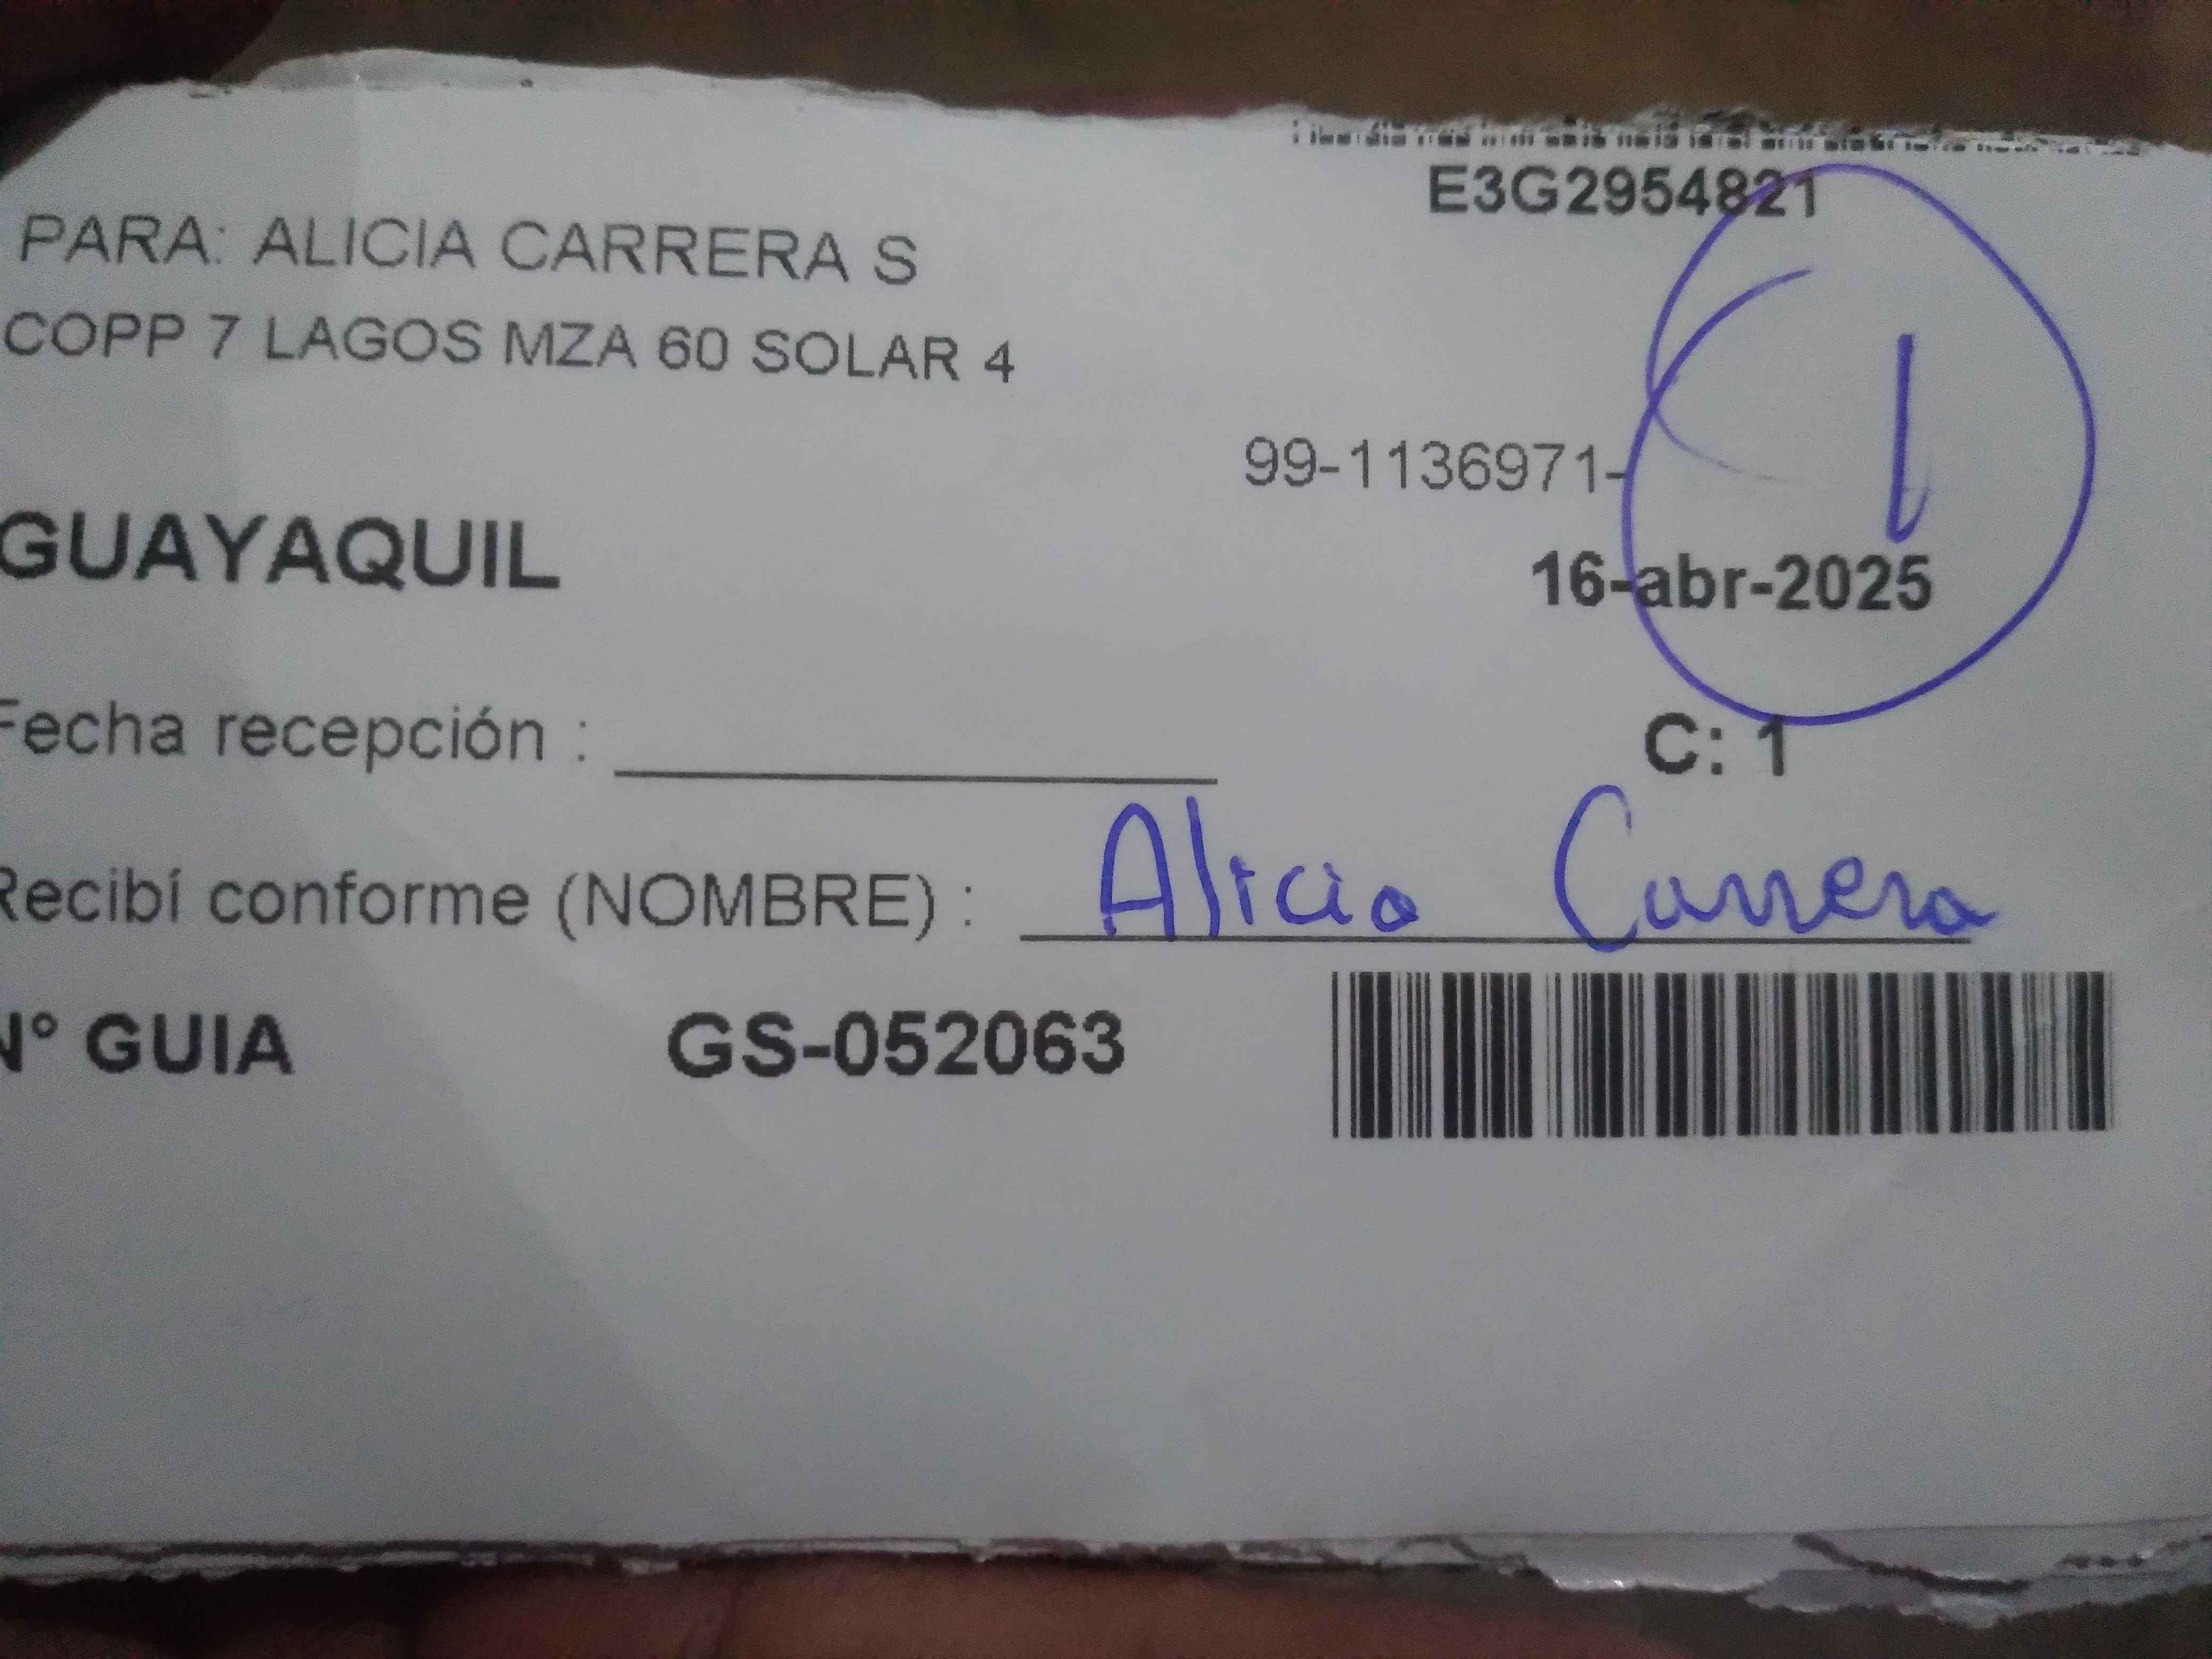 E3G2954821
PARA: ALICIA CARRERA S
COPP 7 LAGOS MZA 60 SOLAR 4
99-1136971-
1
GUAYAQUIL
16-abr-2025
Fecha recepción :
C: 1
Recibí conforme (NOMBRE) : Alicia Carrera
N° GUIA GS-052063